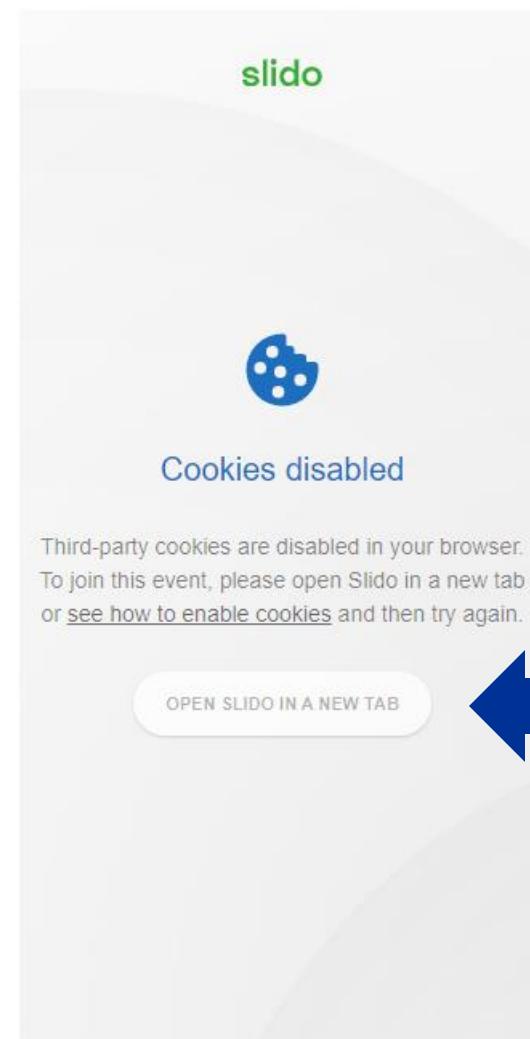 slido
Cookies disabled
Third-party cookies are disabled in your browser.
To join this event, please open Slido in a new tab
or see how to enable cookies and then try again.
OPEN SLIDO IN A NEW TAB